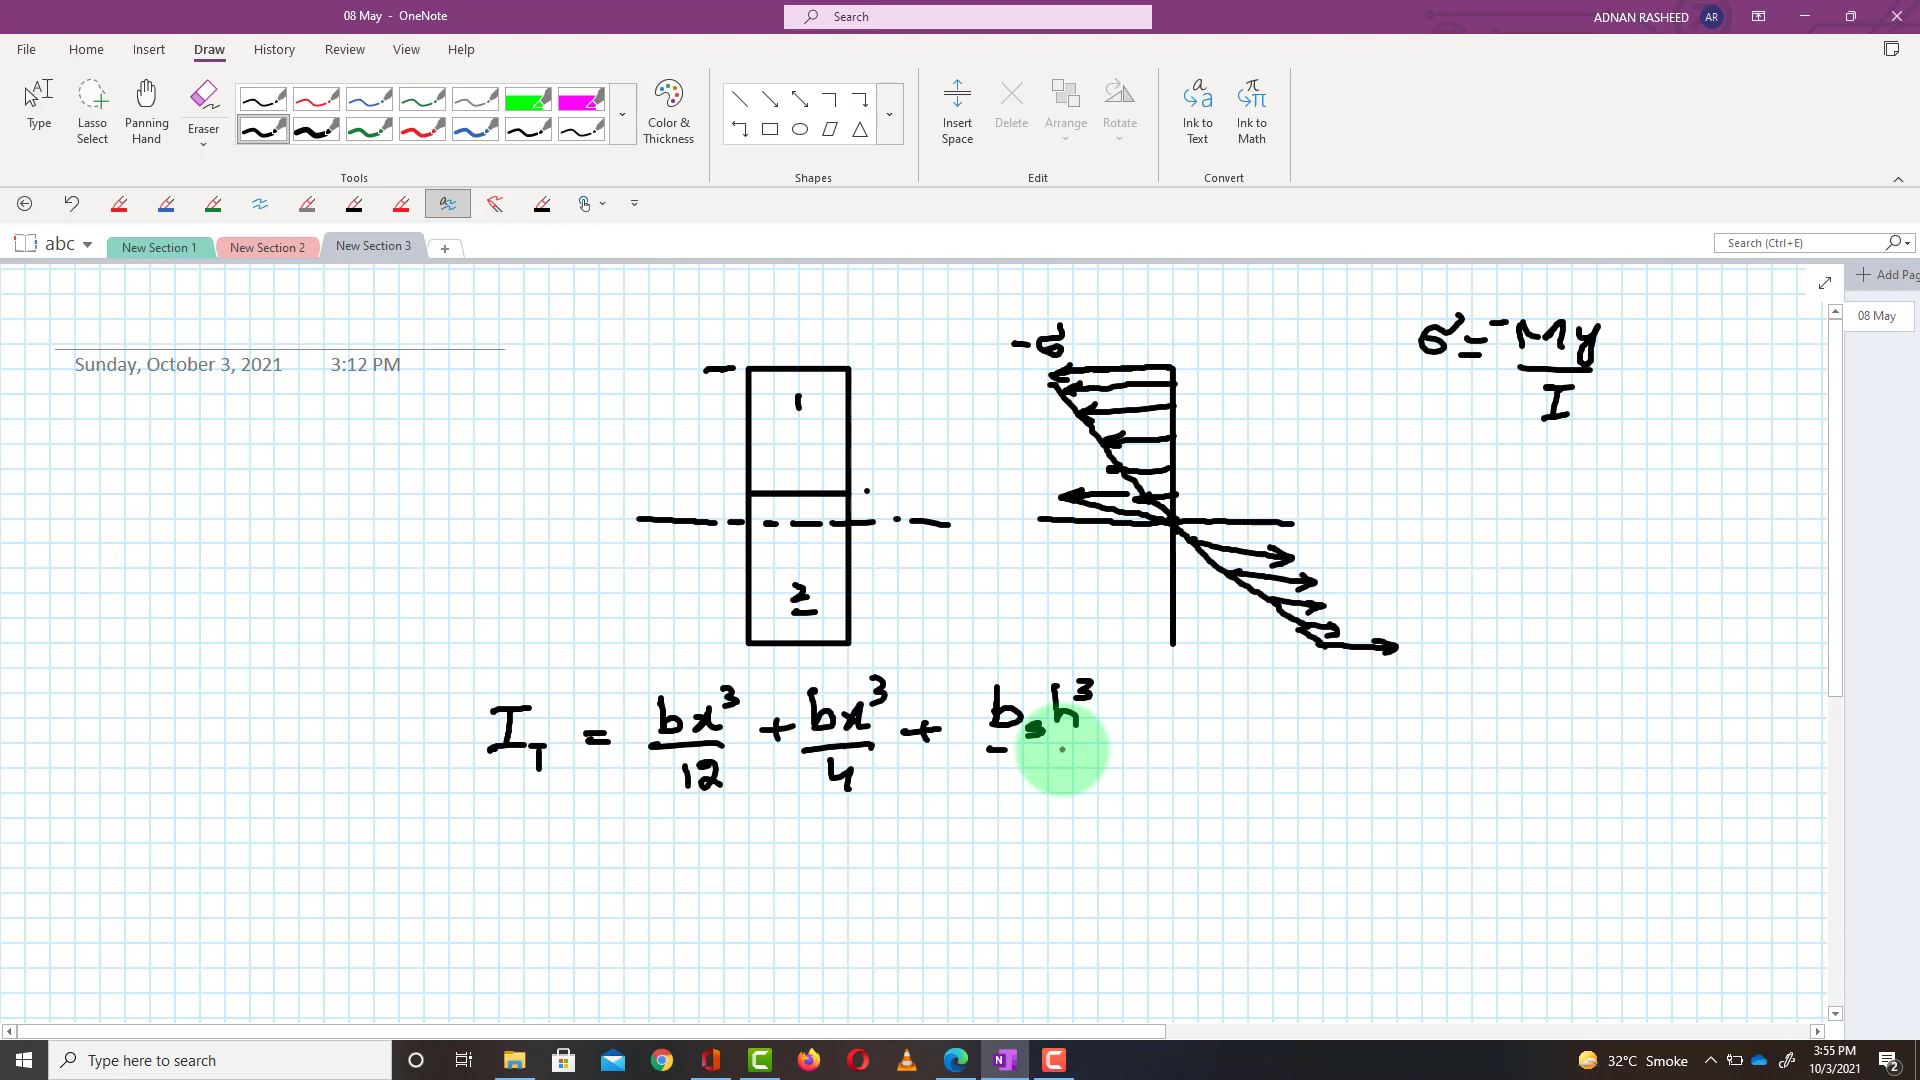 08 May - OneNote
Search
ADNAN RASHEED AR
File Home Insert Draw History Review View Help
Type
Lasso Select
Panning Hand
Eraser
Color & Thickness
Insert Space
Delete
Arrange
Rotate
Ink to Text
Ink to Math
Tools
Shapes
Edit
Convert
abc
New Section 1
New Section 2
New Section 3
Search (Ctrl+E)
Add Pag
08 May
Sunday, October 3, 2021 3:12 PM
-σ
σ = -My / I
1
2
I_T = bx³/12 + bx³/4 + b h³
Type here to search
32°C Smoke
3:55 PM
10/3/2021
2